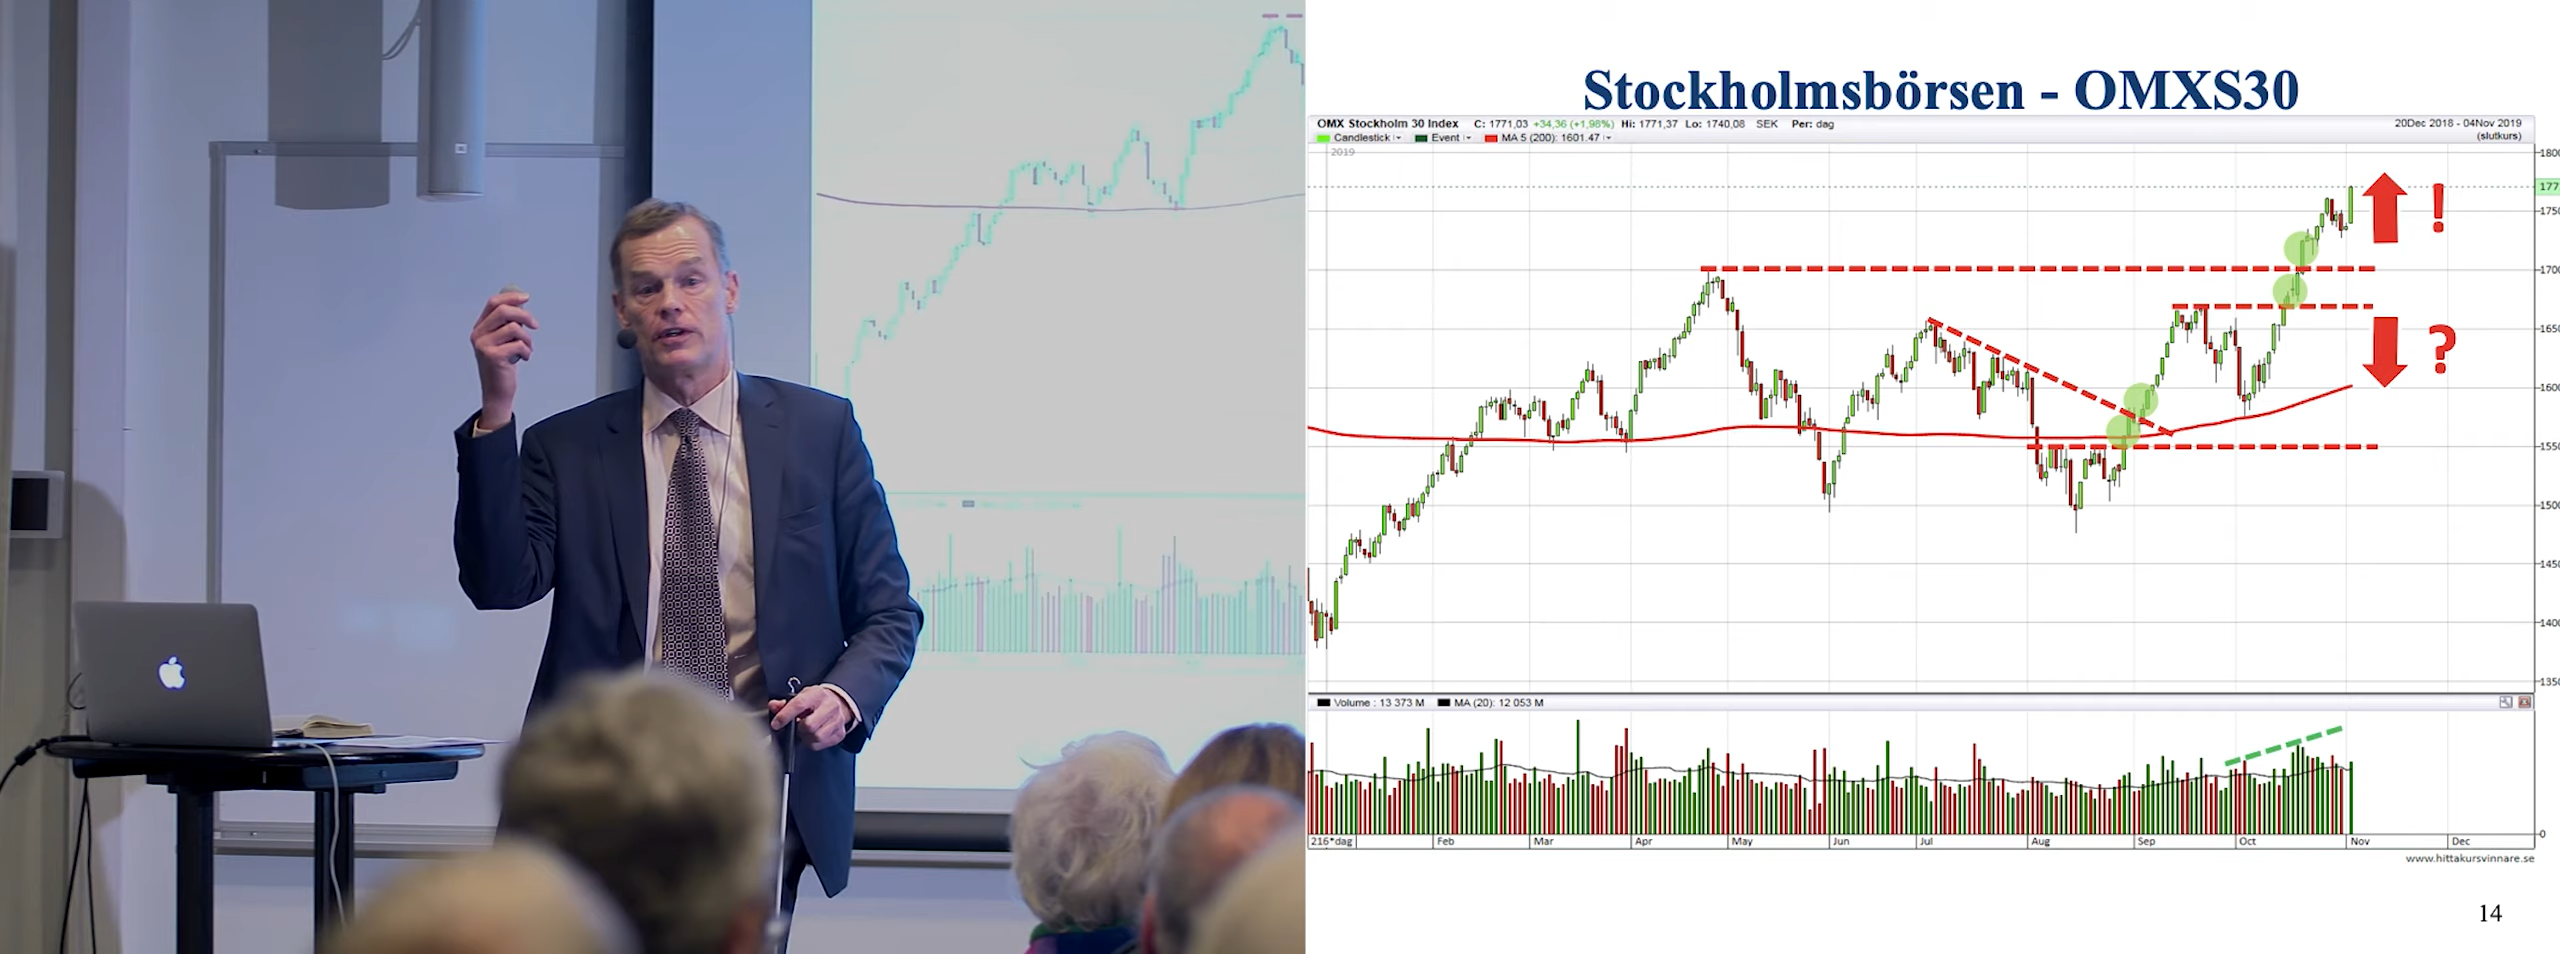 Stockholmsbörsen - OMXS30
OMX Stockholm 30 Index C: 1771,03 +34,36 (+1,98%) Hi: 1771,37 Lo: 1740,08 SEK Per: dag 20Dec 2018 - 04Nov 2019
Candlestick Event MA 5 (200): 1601.47 (slutkurs)
2019
1800
177
!
1750
1700
1650
?
1600
1550
1500
1450
1400
1350
Volume : 13 373 M MA (20): 12 053 M
0
216*dag Feb Mar Apr May Jun Jul Aug Sep Oct Nov Dec
www.hittakursvinnare.se
14